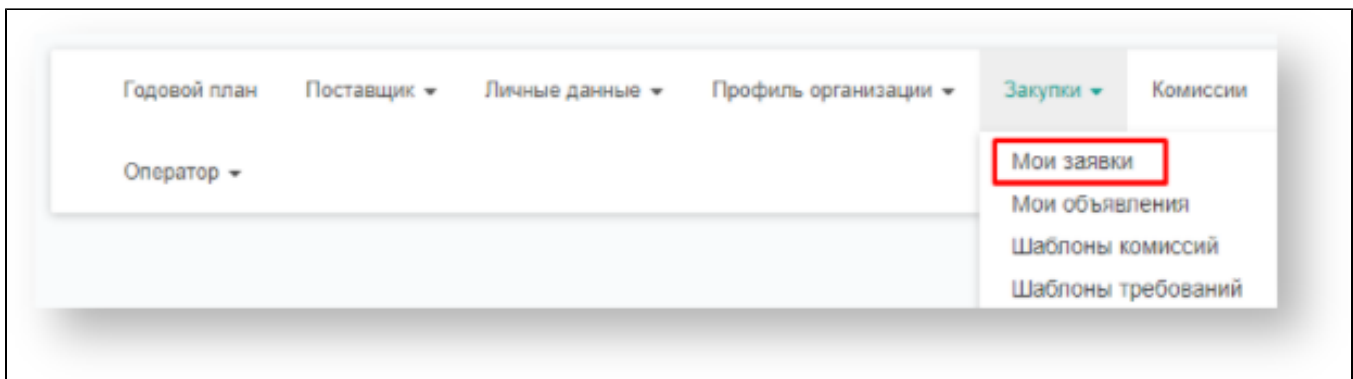 Годовой план Поставщик Личные данные Профиль организации Закупки Комиссии
Оператор
Мои заявки
Мои объявления
Шаблоны комиссий
Шаблоны требований